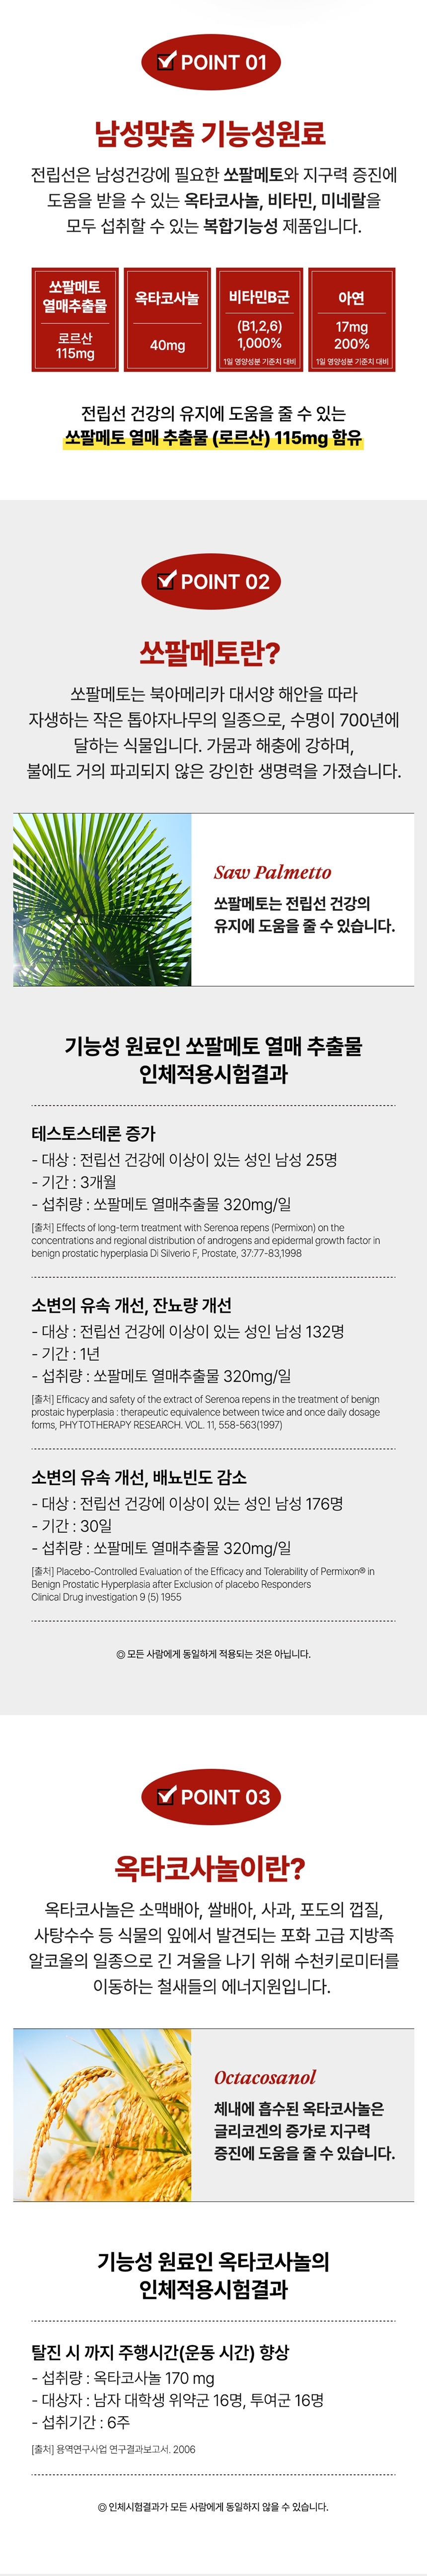 POINT 01
남성맞춤 기능성원료
전립선은 남성건강에 필요한 쏘팔메토와 지구력 증진에
도움을 받을 수 있는 옥타코사놀, 비타민, 미네랄을
모두 섭취할 수 있는 복합기능성 제품입니다.
쏘팔메토
열매추출물
로르산
115mg
옥타코사놀
40mg
비타민B군
(B1,2,6)
1,000%
1일 영양성분 기준치 대비
아연
17mg
200%
1일 영양성분 기준치 대비
전립선 건강의 유지에 도움을 줄 수 있는
쏘팔메토 열매 추출물 (로르산) 115mg 함유
POINT 02
쏘팔메토란?
쏘팔메토는 북아메리카 대서양 해안을 따라
자생하는 작은 톱야자나무의 일종으로, 수명이 700년에
달하는 식물입니다. 가뭄과 해충에 강하며,
불에도 거의 파괴되지 않은 강인한 생명력을 가졌습니다.
Saw Palmetto
쏘팔메토는 전립선 건강의
유지에 도움을 줄 수 있습니다.
기능성 원료인 쏘팔메토 열매 추출물
인체적용시험결과
테스토스테론 증가
- 대상 : 전립선 건강에 이상이 있는 성인 남성 25명
- 기간 : 3개월
- 섭취량 : 쏘팔메토 열매추출물 320mg/일
[출처] Effects of long-term treatment with Serenoa repens (Permixon) on the
concentrations and regional distribution of androgens and epidermal growth factor in
benign prostatic hyperplasia Di Silverio F, Prostate, 37:77-83,1998
소변의 유속 개선, 잔뇨량 개선
- 대상 : 전립선 건강에 이상이 있는 성인 남성 132명
- 기간 : 1년
- 섭취량 : 쏘팔메토 열매추출물 320mg/일
[출처] Efficacy and safety of the extract of Serenoa repens in the treatment of benign
prostaic hyperplasia : therapeutic equivalence between twice and once daily dosage
forms, PHYTOTHERAPY RESEARCH. VOL. 11, 558-563(1997)
소변의 유속 개선, 배뇨빈도 감소
- 대상 : 전립선 건강에 이상이 있는 성인 남성 176명
- 기간 : 30일
- 섭취량 : 쏘팔메토 열매추출물 320mg/일
[출처] Placebo-Controlled Evaluation of the Efficacy and Tolerability of Permixon® in
Benign Prostatic Hyperplasia after Exclusion of placebo Responders
Clinical Drug investigation 9 (5) 1955
◎ 모든 사람에게 동일하게 적용되는 것은 아닙니다.
POINT 03
옥타코사놀이란?
옥타코사놀은 소맥배아, 쌀배아, 사과, 포도의 껍질,
사탕수수 등 식물의 잎에서 발견되는 포화 고급 지방족
알코올의 일종으로 긴 겨울을 나기 위해 수천키로미터를
이동하는 철새들의 에너지원입니다.
Octacosanol
체내에 흡수된 옥타코사놀은
글리코겐의 증가로 지구력
증진에 도움을 줄 수 있습니다.
기능성 원료인 옥타코사놀의
인체적용시험결과
탈진 시 까지 주행시간(운동 시간) 향상
- 섭취량 : 옥타코사놀 170 mg
- 대상자 : 남자 대학생 위약군 16명, 투여군 16명
- 섭취기간 : 6주
[출처] 용역연구사업 연구결과보고서. 2006
◎ 인체시험결과가 모든 사람에게 동일하지 않을 수 있습니다.